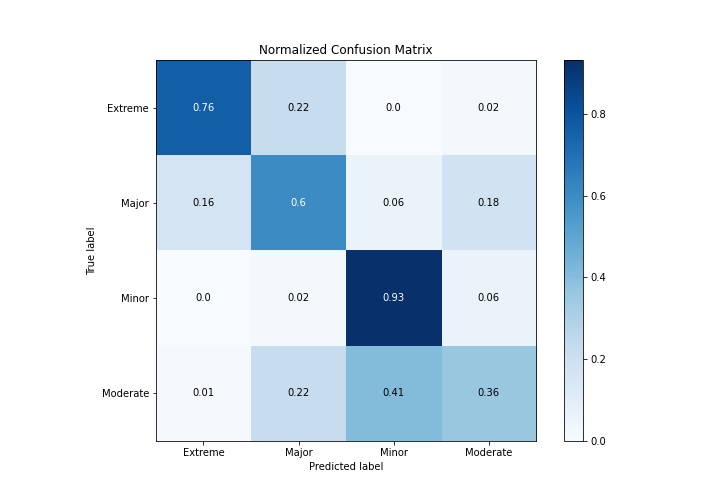 Normalized Confusion Matrix
Extreme 0.76 0.22 0.0 0.02
Major 0.16 0.6 0.06 0.18
Minor 0.0 0.02 0.93 0.06
Moderate 0.01 0.22 0.41 0.36
Extreme Major Minor Moderate
Predicted label
True label
0.8
0.6
0.4
0.2
0.0